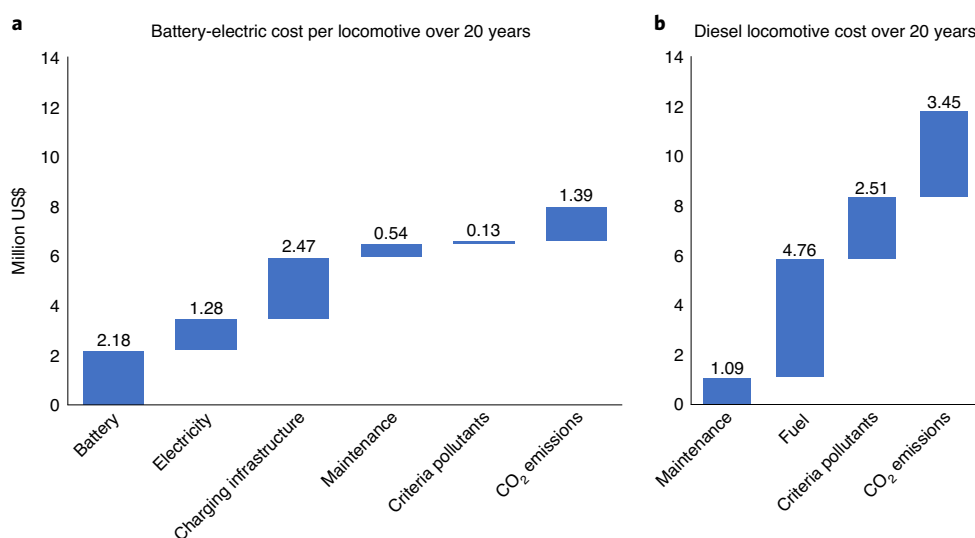 a
Battery-electric cost per locomotive over 20 years
Million US$
14
12
10
8
6
4
2
0
2.18
1.28
2.47
0.54
0.13
1.39
Battery
Electricity
Charging infrastructure
Maintenance
Criteria pollutants
CO₂ emissions
b
Diesel locomotive cost over 20 years
14
12
10
8
6
4
2
0
1.09
4.76
2.51
3.45
Maintenance
Fuel
Criteria pollutants
CO₂ emissions